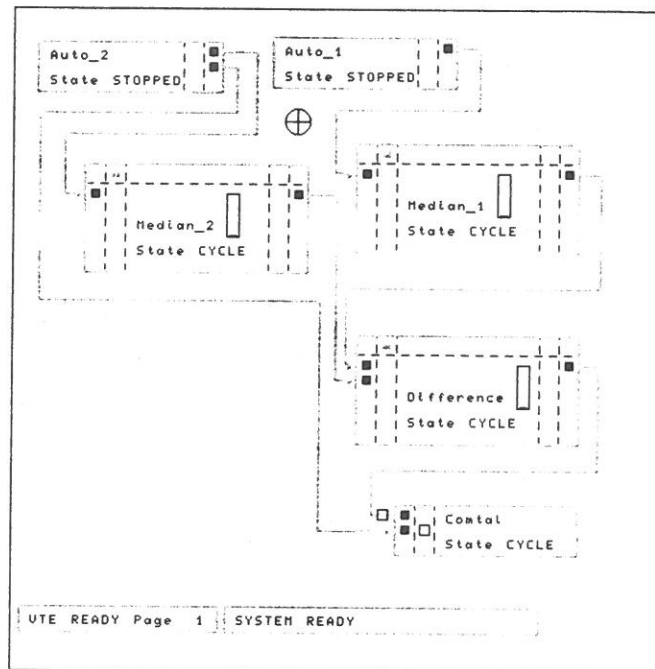 Auto_2
State STOPPED
Auto_1
State STOPPED
Median_2
State CYCLE
Median_1
State CYCLE
Difference
State CYCLE
Comtal
State CYCLE
VTE READY Page 1
SYSTEM READY